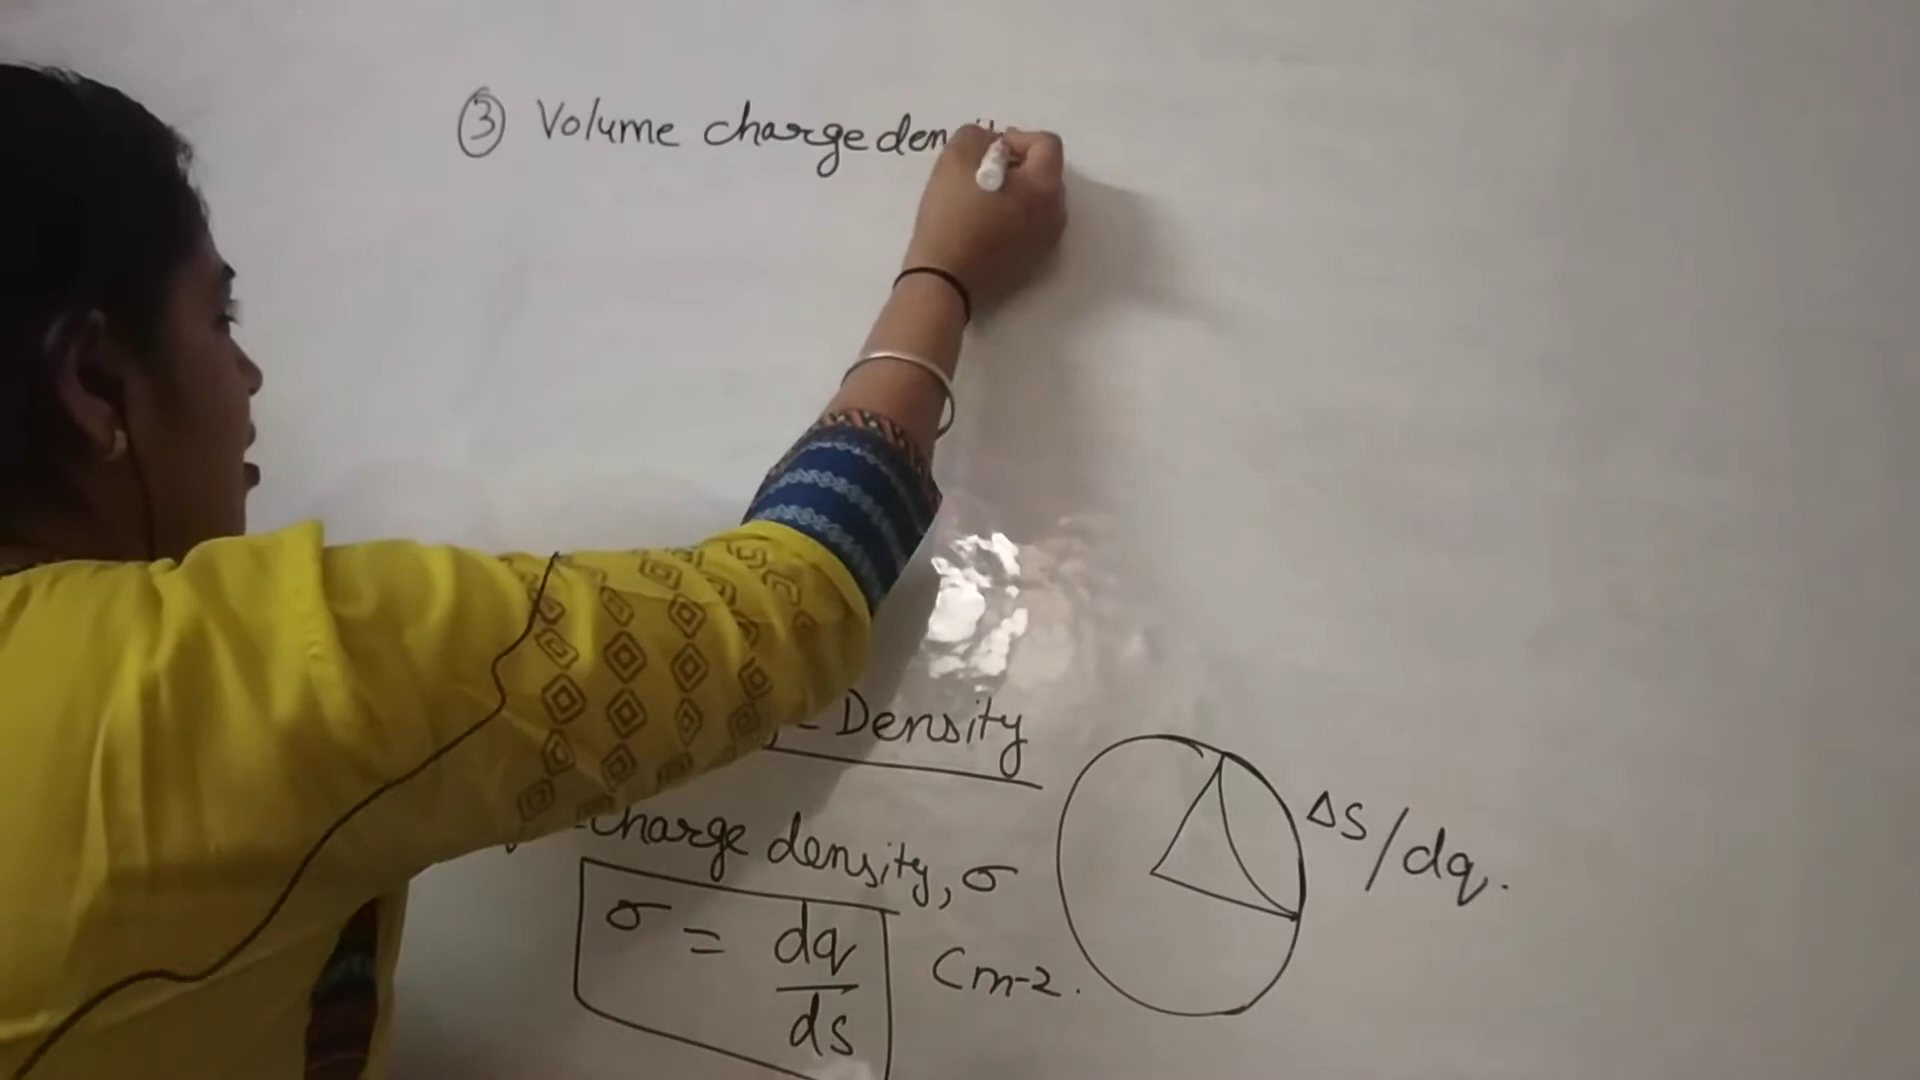 ③ Volume charge den
- Density
charge density, σ
σ = dq/ds
Cm-2.
ΔS/dq.